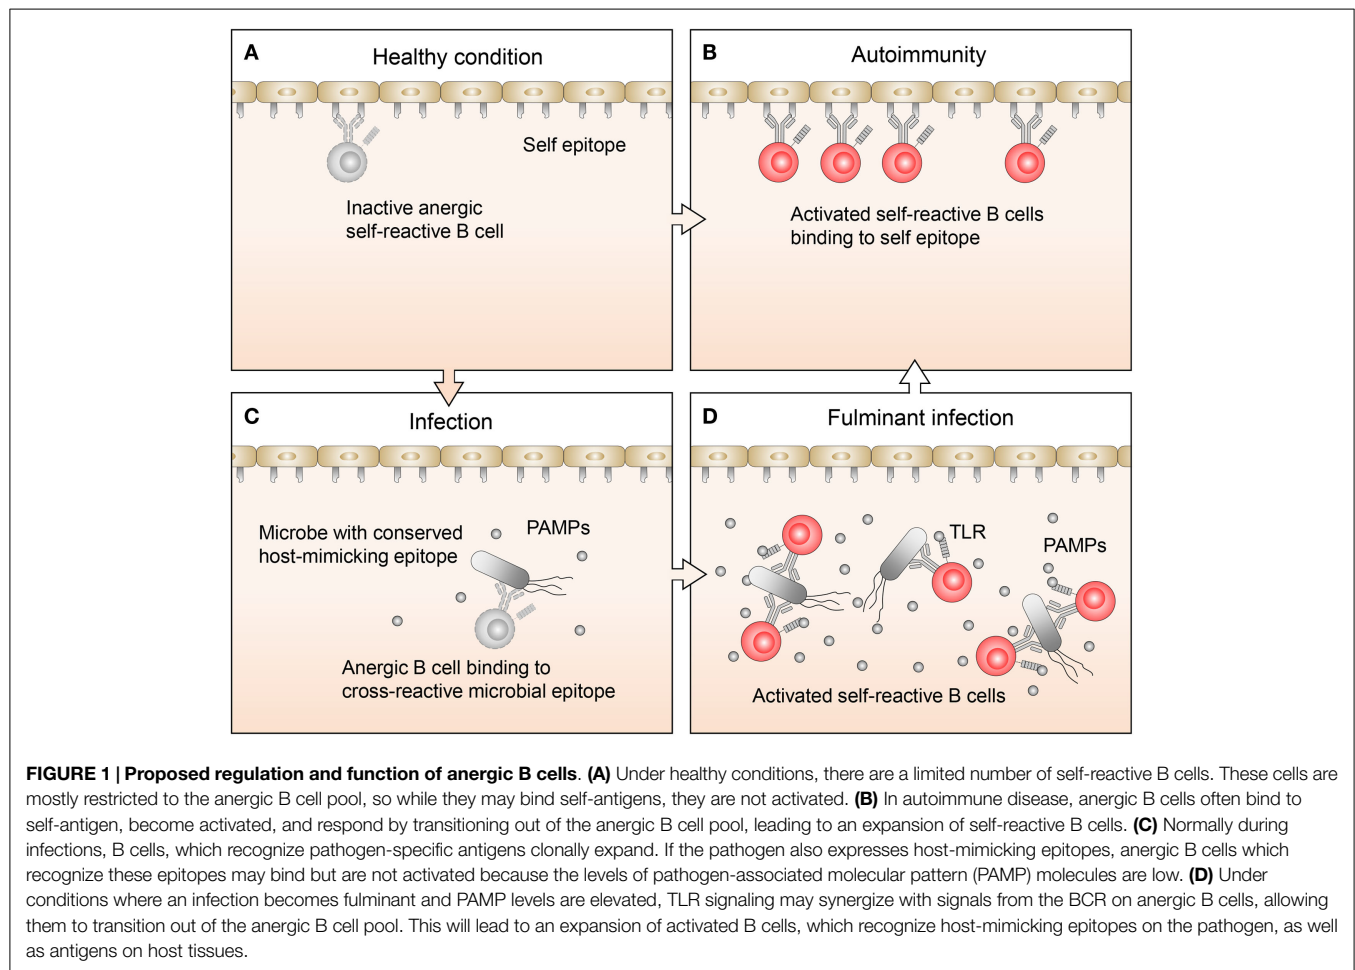 A
Healthy condition
Self epitope
Inactive anergic
self-reactive B cell
B
Autoimmunity
Activated self-reactive B cells
binding to self epitope
C
Infection
Microbe with conserved
host-mimicking epitope
PAMPs
Anergic B cell binding to
cross-reactive microbial epitope
D
Fulminant infection
TLR
PAMPs
Activated self-reactive B cells
FIGURE 1 | Proposed regulation and function of anergic B cells. (A) Under healthy conditions, there are a limited number of self-reactive B cells. These cells are
mostly restricted to the anergic B cell pool, so while they may bind self-antigens, they are not activated. (B) In autoimmune disease, anergic B cells often bind to
self-antigen, become activated, and respond by transitioning out of the anergic B cell pool, leading to an expansion of self-reactive B cells. (C) Normally during
infections, B cells, which recognize pathogen-specific antigens clonally expand. If the pathogen also expresses host-mimicking epitopes, anergic B cells which
recognize these epitopes may bind but are not activated because the levels of pathogen-associated molecular pattern (PAMP) molecules are low. (D) Under
conditions where an infection becomes fulminant and PAMP levels are elevated, TLR signaling may synergize with signals from the BCR on anergic B cells, allowing
them to transition out of the anergic B cell pool. This will lead to an expansion of activated B cells, which recognize host-mimicking epitopes on the pathogen, as well
as antigens on host tissues.